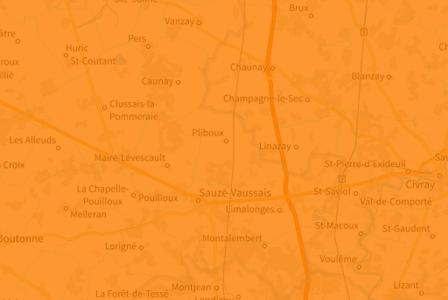 Brux
Vanzay
Pers
Huric
St-Coutant
Chaunay
Blanzay
Caunay
Champagne-le-Sec
Clussais-la-
Pommeraie
Pliboux
Linazay
Les Alleuds
Mairé-Levescault
St-Pierre-d'Exideuil
Croix
La Chapelle-
Pouilloux
Pouilloux
Sauzé-Vaussais
St-Saviol
Civray
Melleran
Limalonges
Val-de-Comporté
Boutonne
Montalembert
St-Macoux
St-Gaudent
Lorigné
Voulême
Montjean
Lizant
La Forêt-de-Tessé